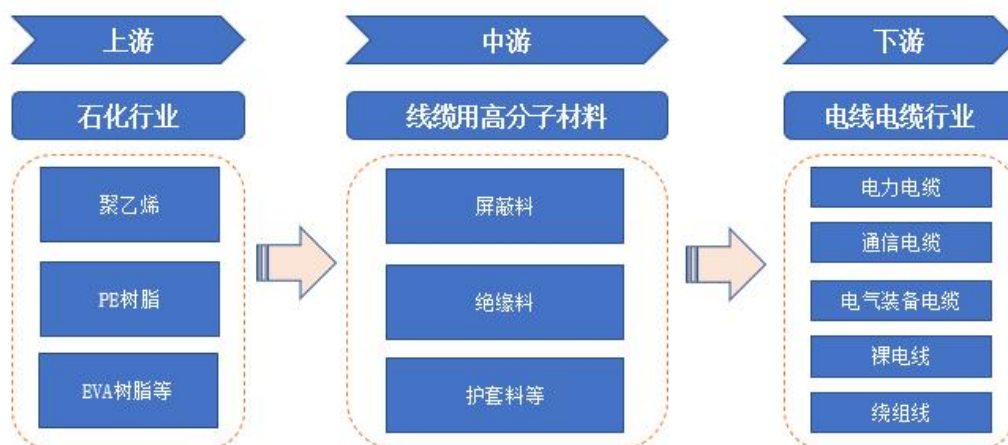 上游
中游
下游
石化行业
线缆用高分子材料
电线电缆行业
聚乙烯
PE树脂
EVA树脂等
屏蔽料
绝缘料
护套料等
电力电缆
通信电缆
电气装备电缆
裸电线
绕组线